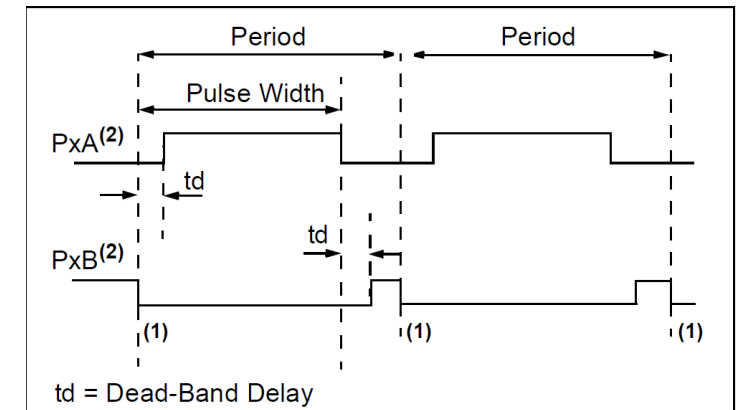 Period Period
Pulse Width
PxA(2)
td
td
PxB(2)
(1) (1) (1)
td = Dead-Band Delay